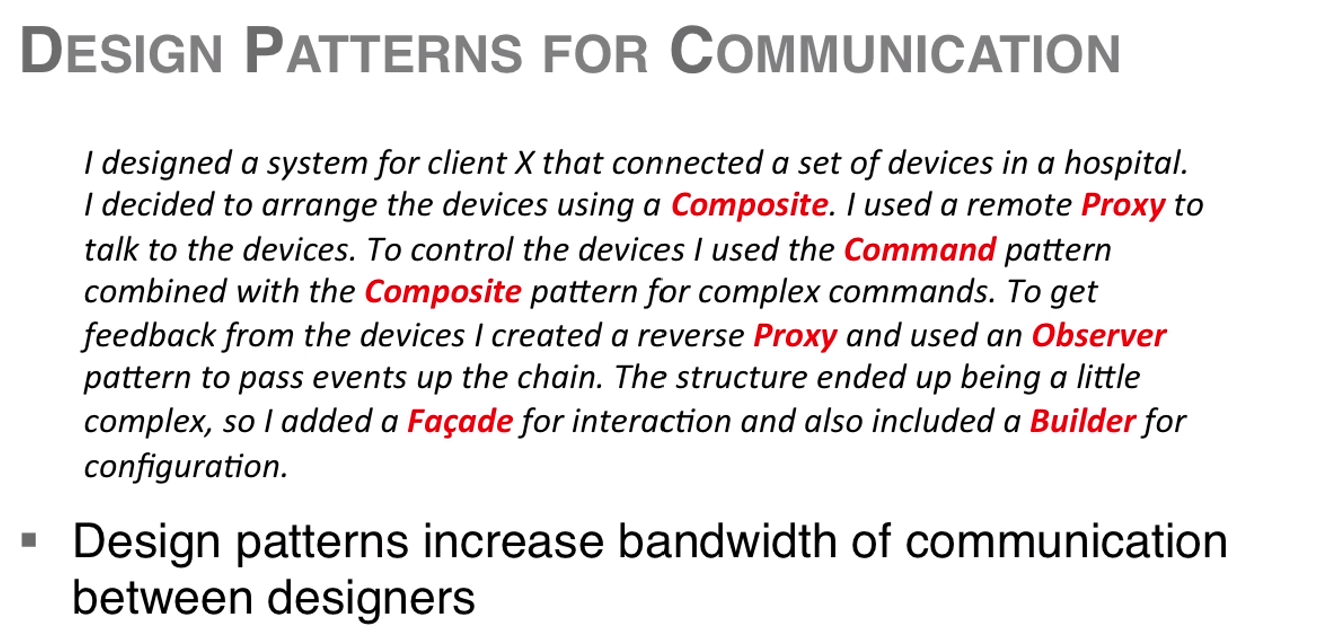 DESIGN PATTERNS FOR COMMUNICATION
I designed a system for client X that connected a set of devices in a hospital.
I decided to arrange the devices using a Composite. I used a remote Proxy to
talk to the devices. To control the devices I used the Command pattern
combined with the Composite pattern for complex commands. To get
feedback from the devices I created a reverse Proxy and used an Observer
pattern to pass events up the chain. The structure ended up being a little
complex, so I added a Façade for interaction and also included a Builder for
configuration.
▪ Design patterns increase bandwidth of communication
between designers